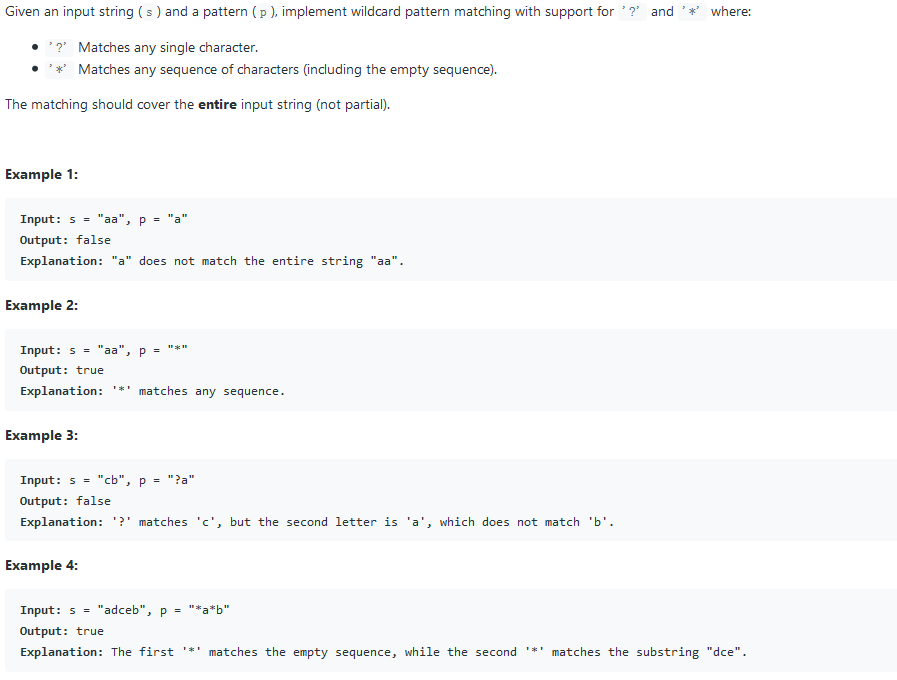 Given an input string ( s ) and a pattern ( p ), implement wildcard pattern matching with support for '?' and '*' where:
• '?' Matches any single character.
• '*' Matches any sequence of characters (including the empty sequence).
The matching should cover the entire input string (not partial).
Example 1:
Input: s = "aa", p = "a"
Output: false
Explanation: "a" does not match the entire string "aa".
Example 2:
Input: s = "aa", p = "*"
Output: true
Explanation: '*' matches any sequence.
Example 3:
Input: s = "cb", p = "?a"
Output: false
Explanation: '?' matches 'c', but the second letter is 'a', which does not match 'b'.
Example 4:
Input: s = "adceb", p = "*a*b"
Output: true
Explanation: The first '*' matches the empty sequence, while the second '*' matches the substring "dce".